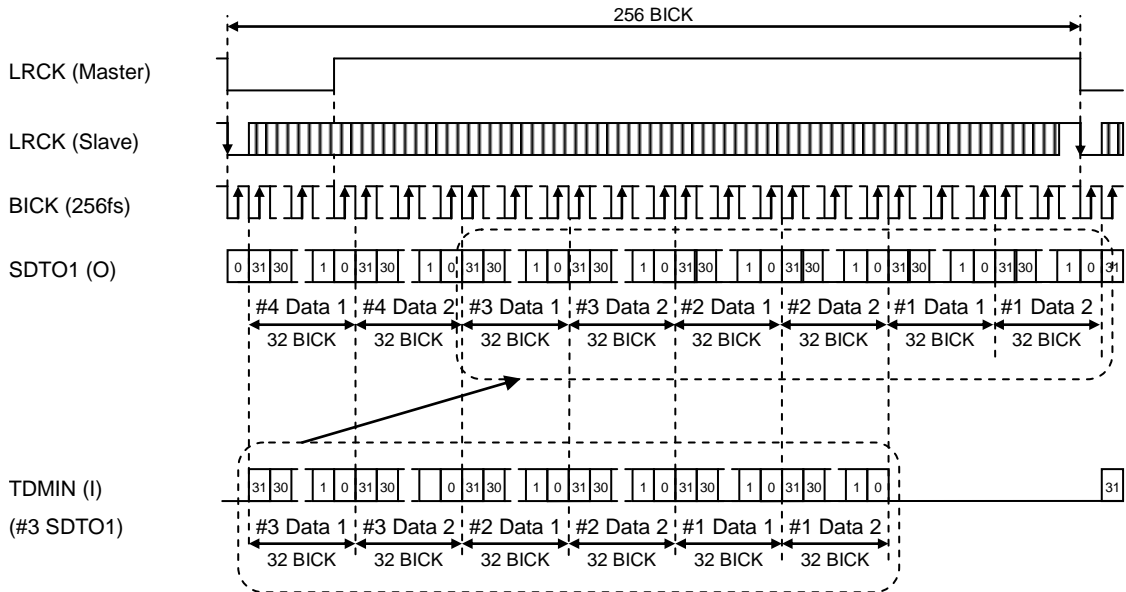 256 BICK
LRCK (Master)
LRCK (Slave)
BICK (256fs)
SDTO1 (O)
0 31 30 1 0 31 30 1 0 31 30 1 0 31 30 1 0 31 30 1 0 31 30 1 0 31 30 1 0 31 30 1 0 31
#4 Data 1 #4 Data 2 #3 Data 1 #3 Data 2 #2 Data 1 #2 Data 2 #1 Data 1 #1 Data 2
32 BICK 32 BICK 32 BICK 32 BICK 32 BICK 32 BICK 32 BICK 32 BICK
TDMIN (I)
31 30 1 0 31 30 0 31 30 1 0 31 30 1 0 31 30 1 0 31 30 1 0 31
(#3 SDTO1)
#3 Data 1 #3 Data 2 #2 Data 1 #2 Data 2 #1 Data 1 #1 Data 2
32 BICK 32 BICK 32 BICK 32 BICK 32 BICK 32 BICK